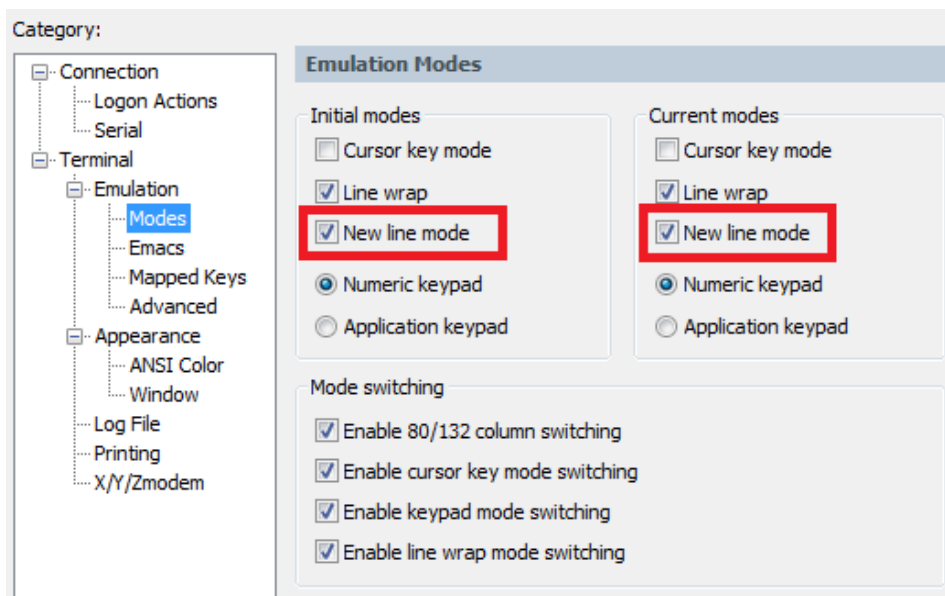 Category:
Connection
Logon Actions
Serial
Terminal
Emulation
Modes
Emacs
Mapped Keys
Advanced
Appearance
ANSI Color
Window
Log File
Printing
X/Y/Zmodem
Emulation Modes
Initial modes
Cursor key mode
Line wrap
New line mode
Numeric keypad
Application keypad
Current modes
Cursor key mode
Line wrap
New line mode
Numeric keypad
Application keypad
Mode switching
Enable 80/132 column switching
Enable cursor key mode switching
Enable keypad mode switching
Enable line wrap mode switching